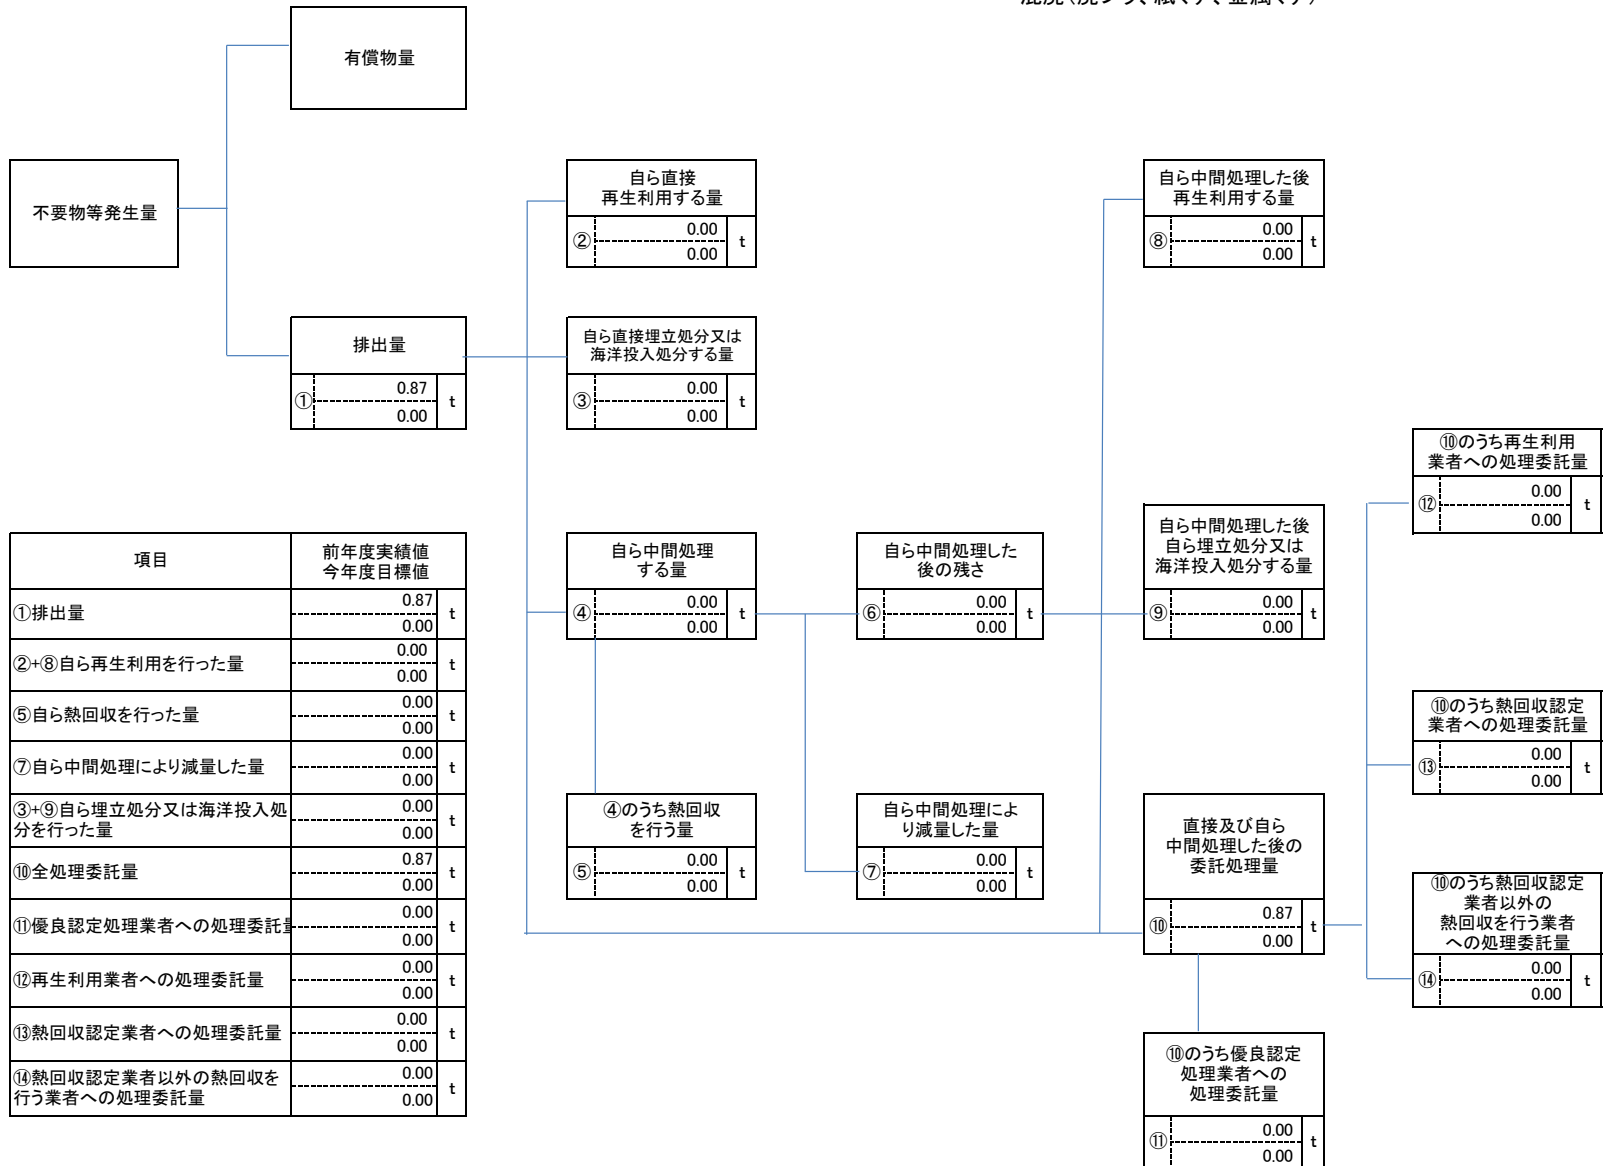 有償物量
不要物等発生量
自ら直接
再生利用する量
② 0.00 t
0.00
自ら中間処理した後
再生利用する量
⑧ 0.00 t
0.00
排出量
① 0.87 t
0.00
自ら直接埋立処分又は
海洋投入処分する量
③ 0.00 t
0.00
⑩のうち再生利用
業者への処理委託量
⑫ 0.00 t
0.00
項目
前年度実績値
今年度目標値
①排出量 0.87 t
0.00
②+⑧自ら再生利用を行った量 0.00 t
0.00
⑤自ら熱回収を行った量 0.00 t
0.00
⑦自ら中間処理により減量した量 0.00 t
0.00
③+⑨自ら埋立処分又は海洋投入処
分を行った量
0.00 t
0.00
⑩全処理委託量 0.87 t
0.00
⑪優良認定処理業者への処理委託量 0.00 t
0.00
⑫再生利用業者への処理委託量 0.00 t
0.00
⑬熱回収認定業者への処理委託量 0.00 t
0.00
⑭熱回収認定業者以外の熱回収を
行う業者への処理委託量
0.00 t
0.00
自ら中間処理
する量
④ 0.00 t
0.00
自ら中間処理した
後の残さ
⑥ 0.00 t
0.00
自ら中間処理した後
自ら埋立処分又は
海洋投入処分する量
⑨ 0.00 t
0.00
⑩のうち熱回収認定
業者への処理委託量
⑬ 0.00 t
0.00
④のうち熱回収
を行う量
⑤ 0.00 t
0.00
自ら中間処理によ
り減量した量
⑦ 0.00 t
0.00
直接及び自ら
中間処理した後の
委託処理量
⑩ 0.87 t
0.00
⑩のうち熱回収認定
業者以外の
熱回収を行う業者
への処理委託量
⑭ 0.00 t
0.00
⑩のうち優良認定
処理業者への
処理委託量
⑪ 0.00 t
0.00